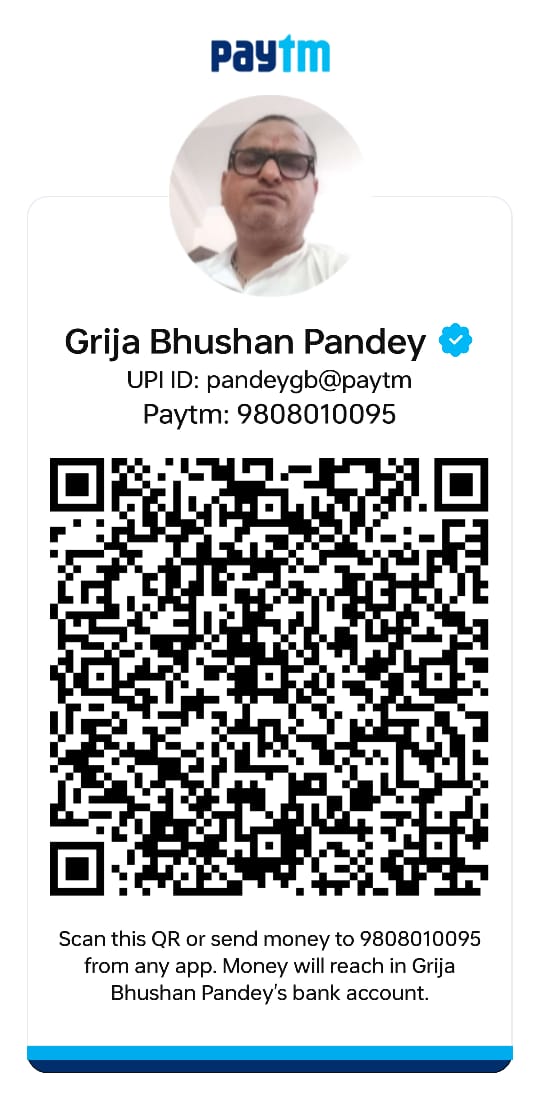 paytm
Grija Bhushan Pandey
UPI ID: pandeygb@paytm
Paytm: 9808010095
Scan this QR or send money to 9808010095
from any app. Money will reach in Grija
Bhushan Pandey's bank account.